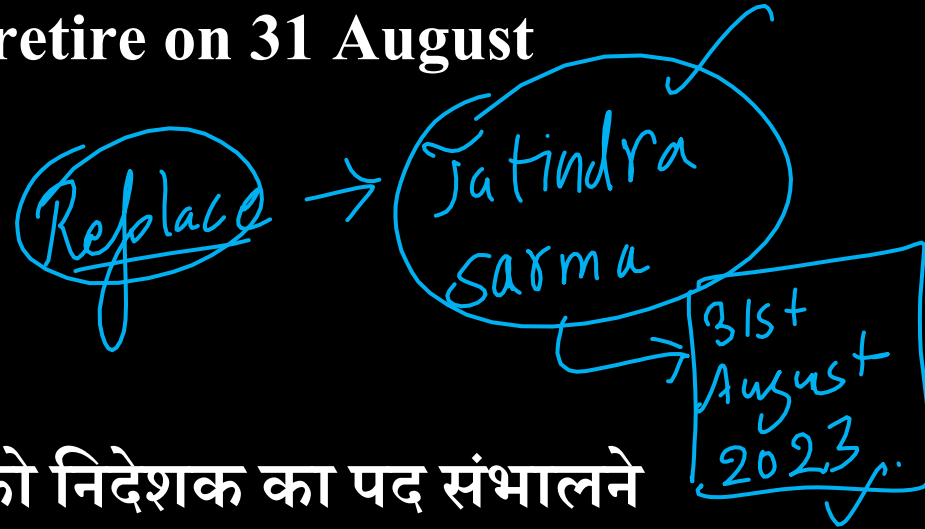 retire on 31 August
Replace → Jatindra
Sarma
31st
August
2023
को निदेशक का पद संभालने